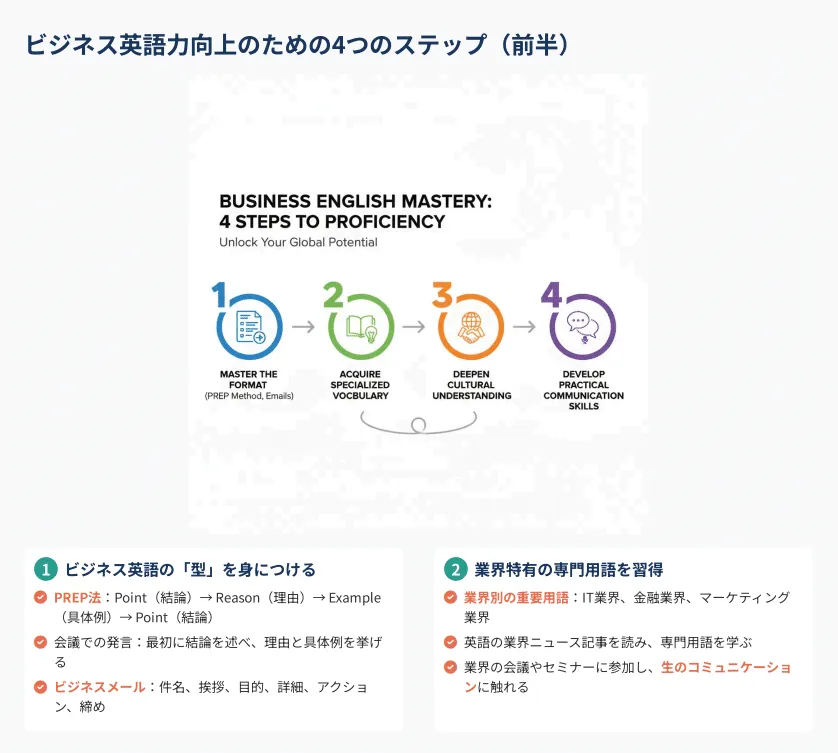 ビジネス英語力向上のための4つのステップ（前半）
BUSINESS ENGLISH MASTERY:
4 STEPS TO PROFICIENCY
Unlock Your Global Potential
1
MASTER THE
FORMAT
(PREP Method, Emails)
2
ACQUIRE
SPECIALIZED
VOCBULARY
3
DEEPEN
CULTURAL
UNDERSTANDING
4
DEVELOP
PRACTICAL
COMMUNICATION
SKILLS
1 ビジネス英語の「型」を身につける
PREP法：Point（結論）→ Reason（理由）→ Example
（具体例）→ Point（結論）
会議での発言：最初に結論を述べ、理由と具体例を挙げ
る
ビジネスメール：件名、挨拶、目的、詳細、アクショ
ン、締め
2 業界特有の専門用語を習得
業界別の重要用語：IT業界、金融業界、マーケティング
業界
英語の業界ニュース記事を読み、専門用語を学ぶ
業界の会議やセミナーに参加し、生のコミュニケーショ
ンに触れる